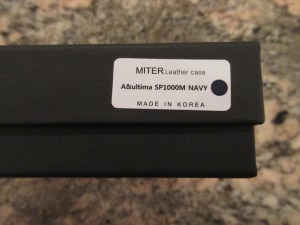 MITER Leather case
A&ultima SP1000M NAVY
MADE IN KOREA